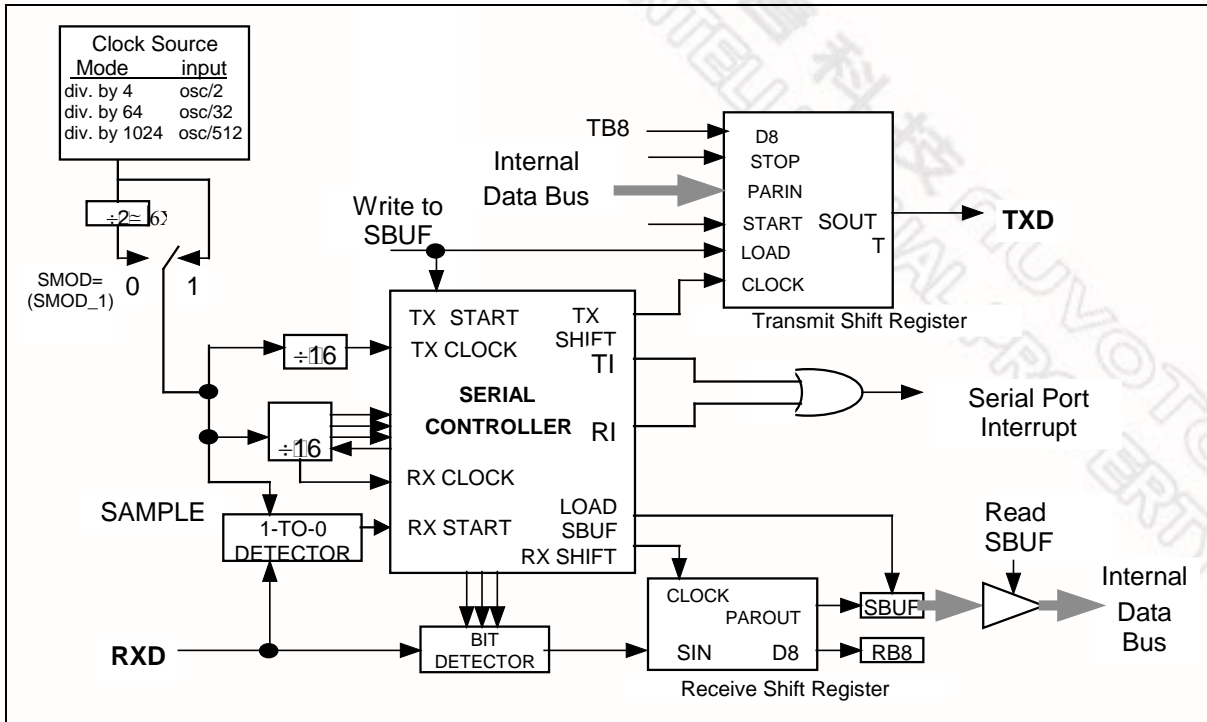 Clock Source
Mode input
div. by 4 osc/2
div. by 64 osc/32
div. by 1024 osc/512
÷2
SMOD=
(SMOD_1)
0 1
TB8
Internal
Data Bus
Write to
SBUF
D8
STOP
PARIN
START
SOUT
T
LOAD
CLOCK
TXD
Transmit Shift Register
TX START
TX CLOCK
TX
SHIFT
TI
SERIAL
CONTROLLER
RI
RX CLOCK
RX START
LOAD
SBUF
RX SHIFT
÷16
÷16
Serial Port
Interrupt
SAMPLE
1-TO-0
DETECTOR
RXD
BIT
DETECTOR
CLOCK
PAROUT
SIN D8
Receive Shift Register
SBUF
RB8
Read
SBUF
Internal
Data
Bus